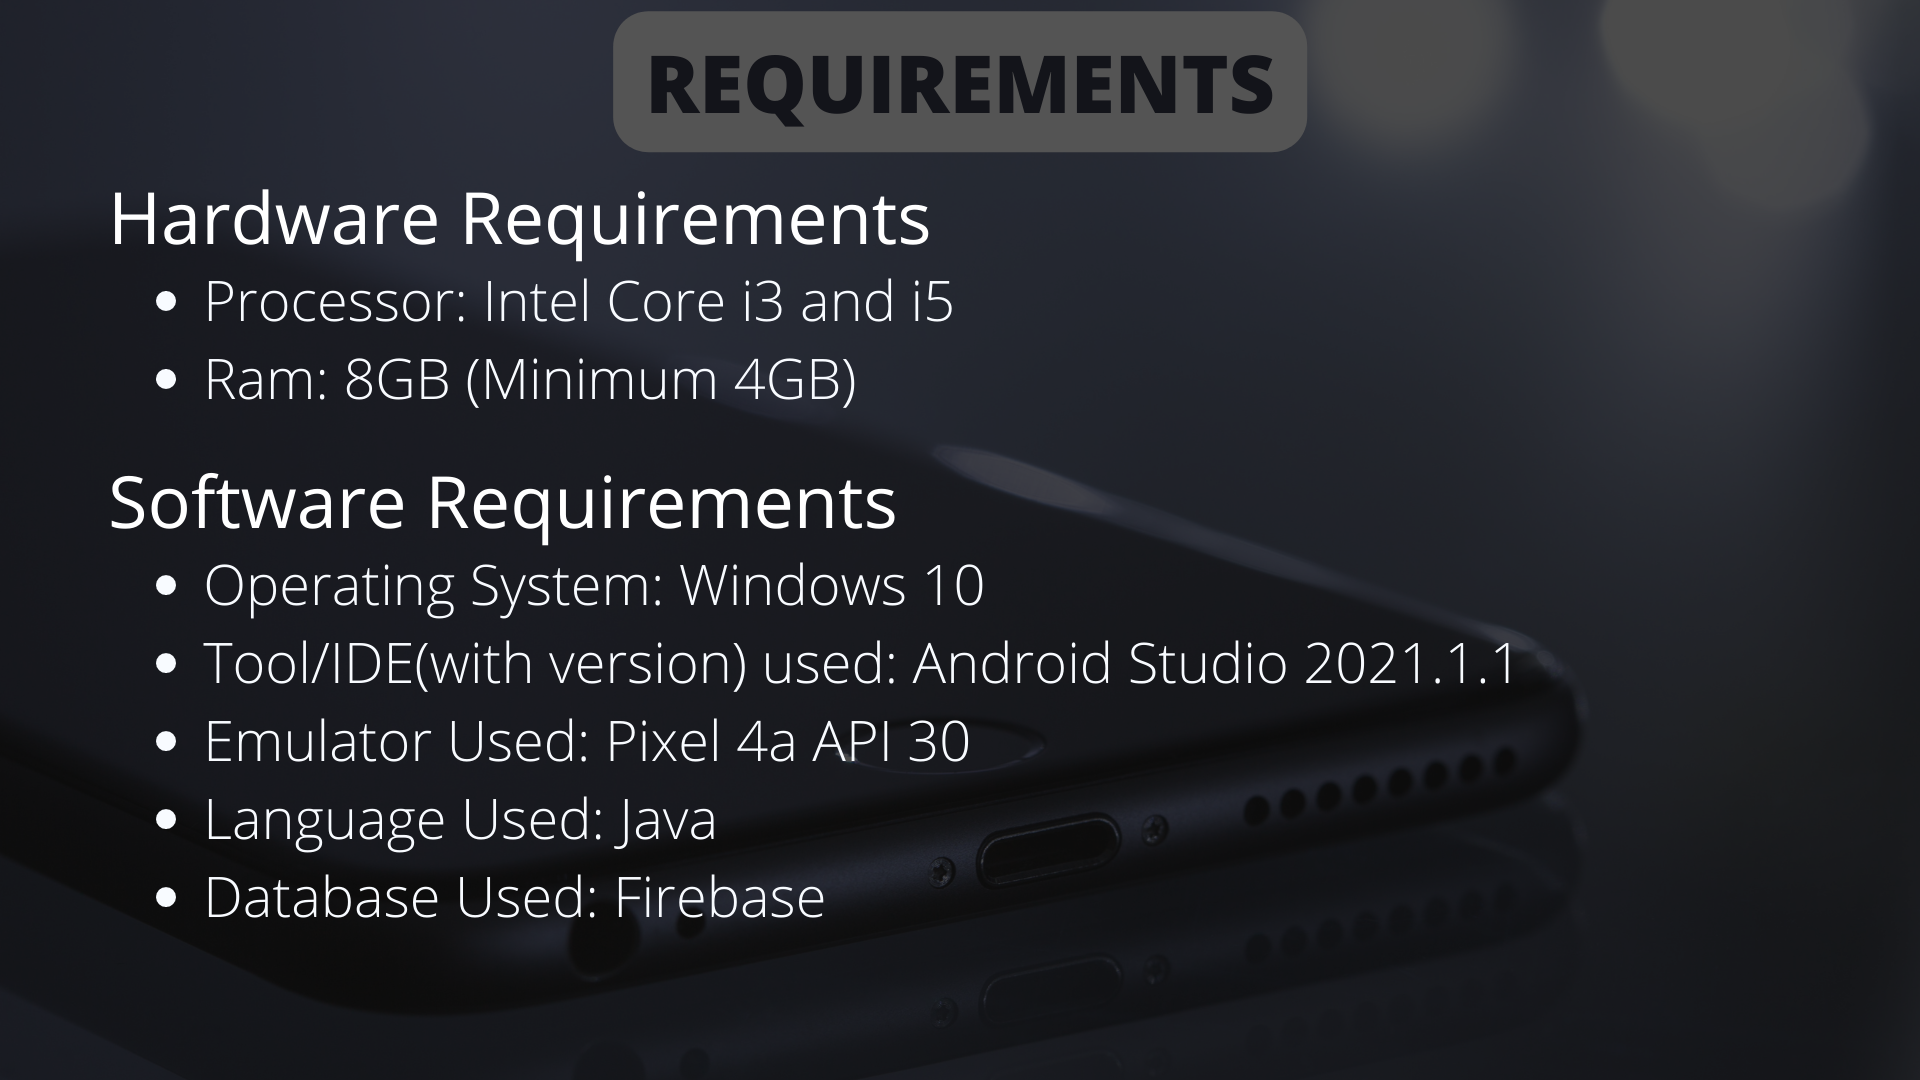 REQUIREMENTS
Hardware Requirements
Processor: Intel Core i3 and i5
Ram: 8GB (Minimum 4GB)
Software Requirements
Operating System: Windows 10
Tool/IDE(with version) used: Android Studio 2021.1.1
Emulator Used: Pixel 4a API 30
Language Used: Java
Database Used: Firebase